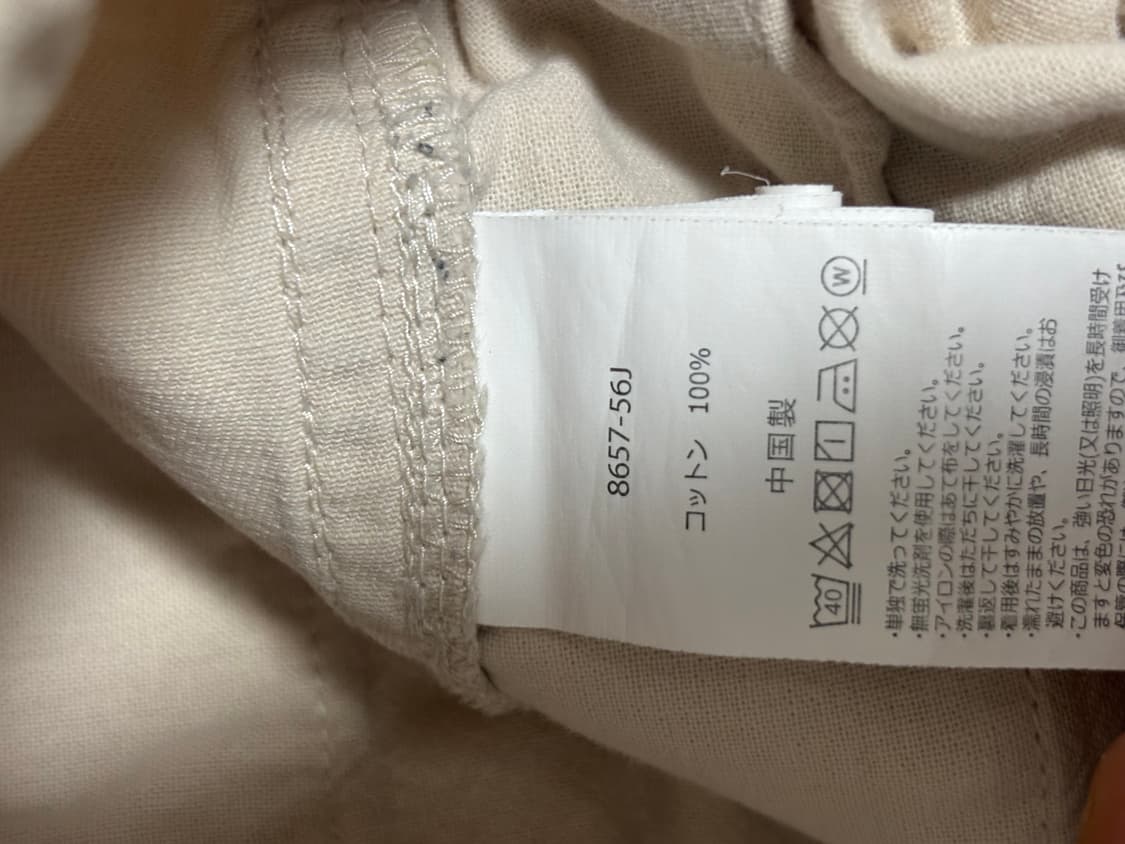 8657-56J
コットン 100%
中国製
40 W
・単独で洗ってください。
・無蛍光洗剤を使用してください。
・アイロンの際はあて布をしてください。
・洗濯後はただちに干してください。
・裏返して干してください。
・着用後はすみやかに洗濯してください。
・濡れたままの放置や、長時間の浸漬はお
避けください。
・この商品は、強い日光(又は照明)を長時間受け
ますと変色の恐れがありますので、御着用及び